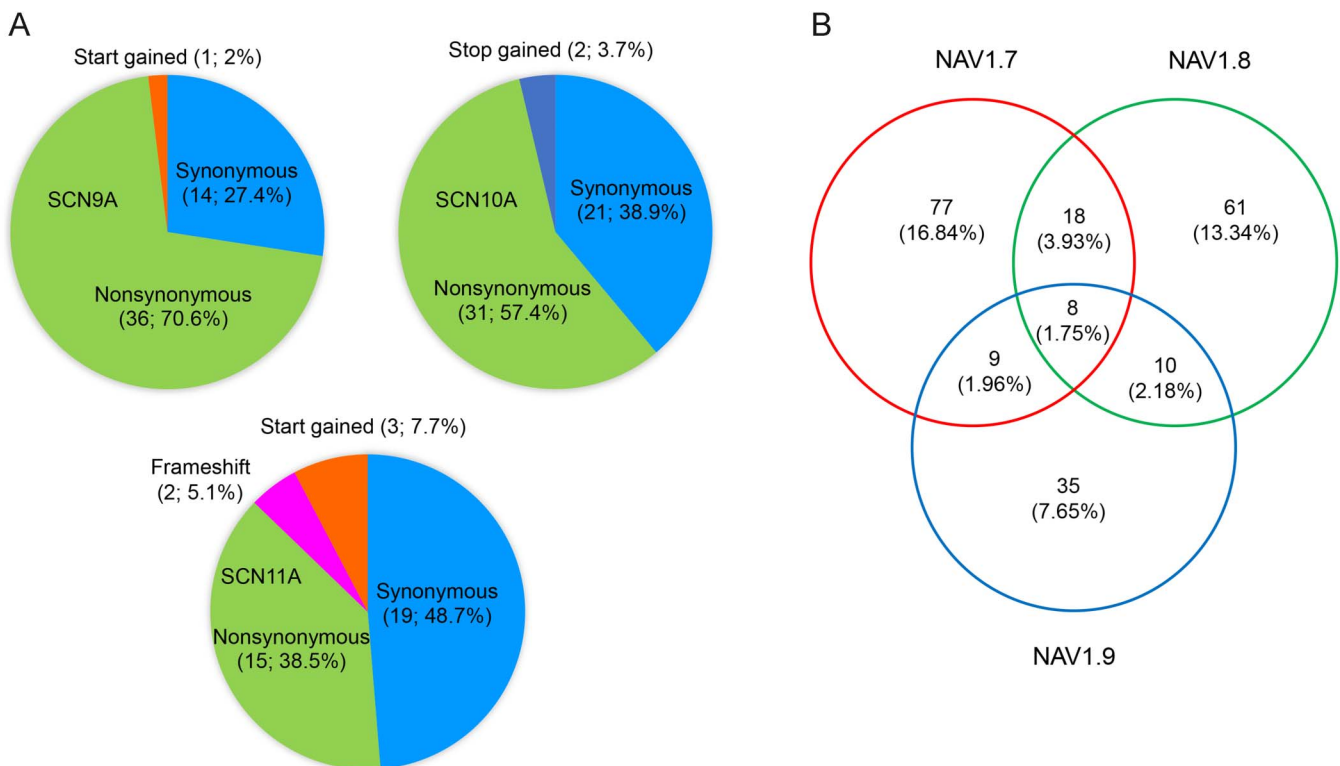 A
Start gained (1; 2%)
Synonymous
(14; 27.4%)
SCN9A
Nonsynonymous
(36; 70.6%)
Stop gained (2; 3.7%)
Synonymous
(21; 38.9%)
SCN10A
Nonsynonymous
(31; 57.4%)
Start gained (3; 7.7%)
Frameshift
(2; 5.1%)
SCN11A
Synonymous
(19; 48.7%)
Nonsynonymous
(15; 38.5%)
B
NAV1.7
NAV1.8
77
(16.84%)
18
(3.93%)
61
(13.34%)
8
(1.75%)
9
(1.96%)
10
(2.18%)
35
(7.65%)
NAV1.9